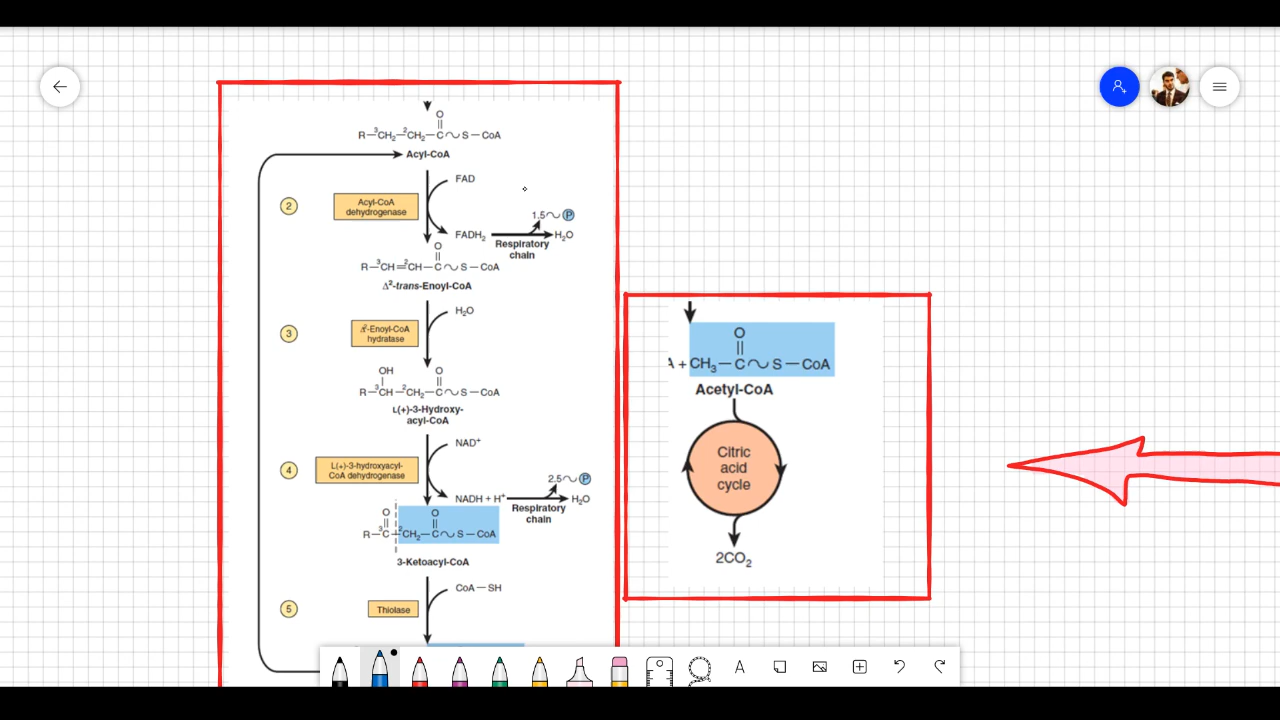 O
R—³CH₂—²CH₂—C~S—CoA
Acyl-CoA
FAD
2
Acyl-CoA
dehydrogenase
1.5~P
FADH₂
H₂O
Respiratory
chain
O
R—³CH=²CH—C~S—CoA
Δ²-trans-Enoyl-CoA
H₂O
3
Δ²-Enoyl-CoA
hydratase
OH O
R—³CH—²CH₂—C~S—CoA
L(+)-3-Hydroxy-
acyl-CoA
NAD⁺
4
L(+)-3-hydroxyacyl-
CoA dehydrogenase
2.5~P
NADH + H⁺
H₂O
Respiratory
chain
O O
R—³C—²CH₂—C~S—CoA
3-Ketoacyl-CoA
CoA—SH
5
Thiolase
O
+ CH₃—C~S—CoA
Acetyl-CoA
Citric
acid
cycle
2CO₂
A